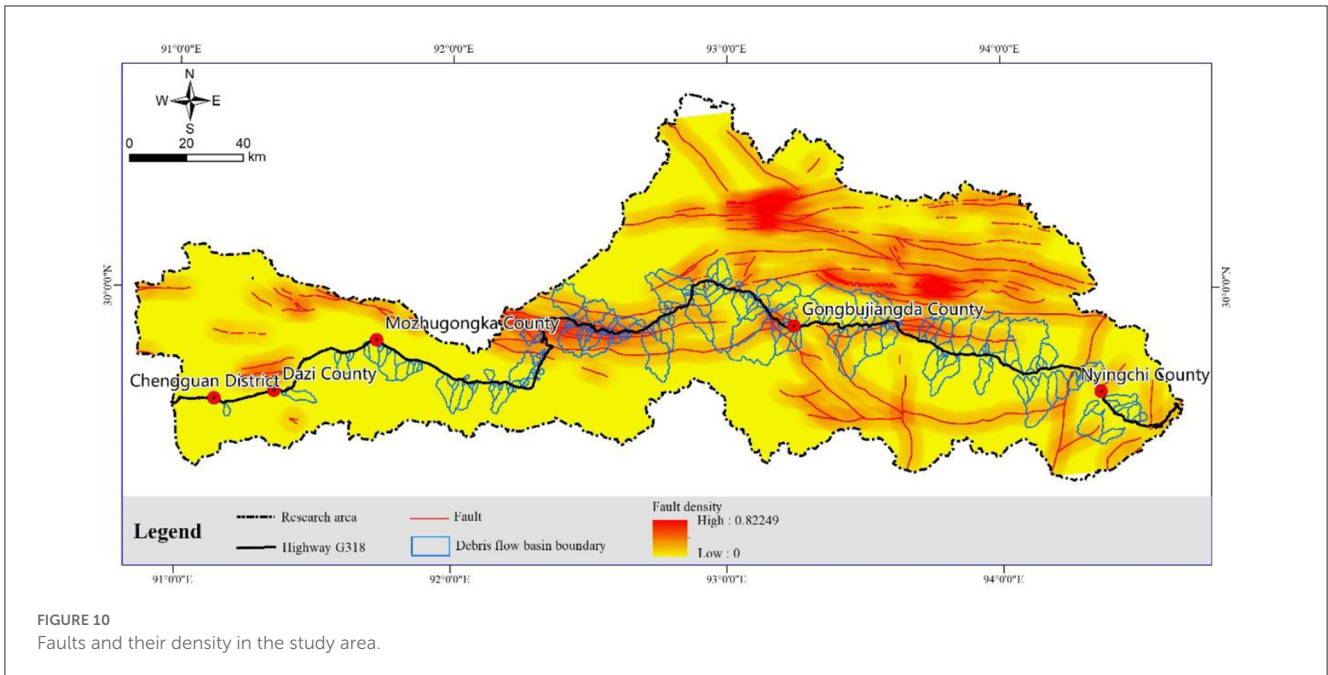 91°0'0"E 92°0'0"E 93°0'0"E 94°0'0"E
N
W E
S
0 20 40
km
30°0'0"N 30°0'0"N
Mozhugongka County
Gongbujiangda County
Chengguan District
Dazi County
Nyingchi County
Legend
Research area
Fault
Highway G318
Debris flow basin boundary
Fault density
High : 0.82249
Low : 0
91°0'0"E 92°0'0"E 93°0'0"E 94°0'0"E
FIGURE 10
Faults and their density in the study area.